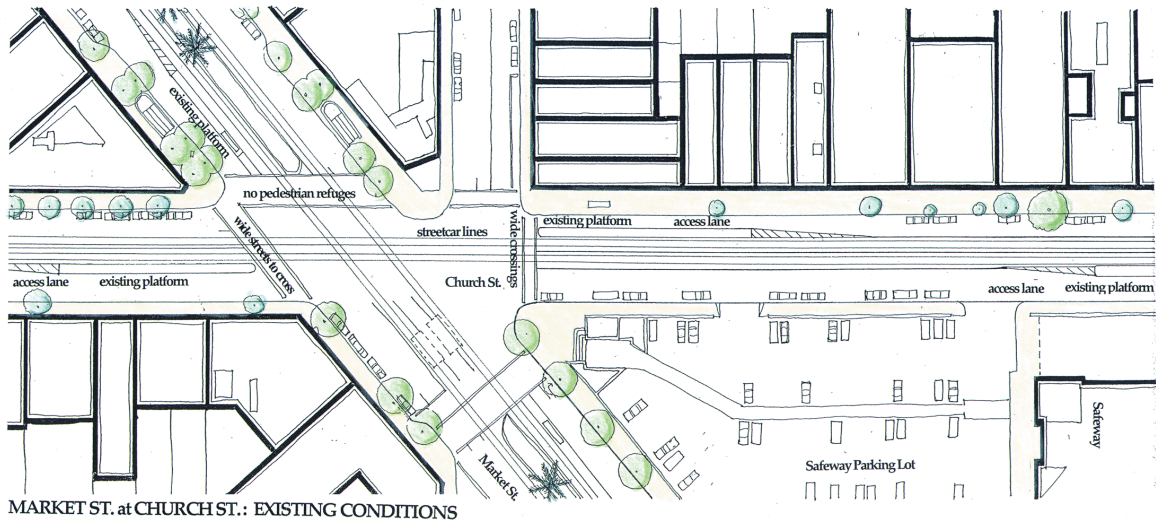 existing platform
no pedestrian refuges
wide streets to cross
streetcar lines
wide crossings
existing platform
access lane
Church St.
access lane
existing platform
access lane
existing platform
Safeway
Safeway Parking Lot
Market St.
MARKET ST. at CHURCH ST.: EXISTING CONDITIONS